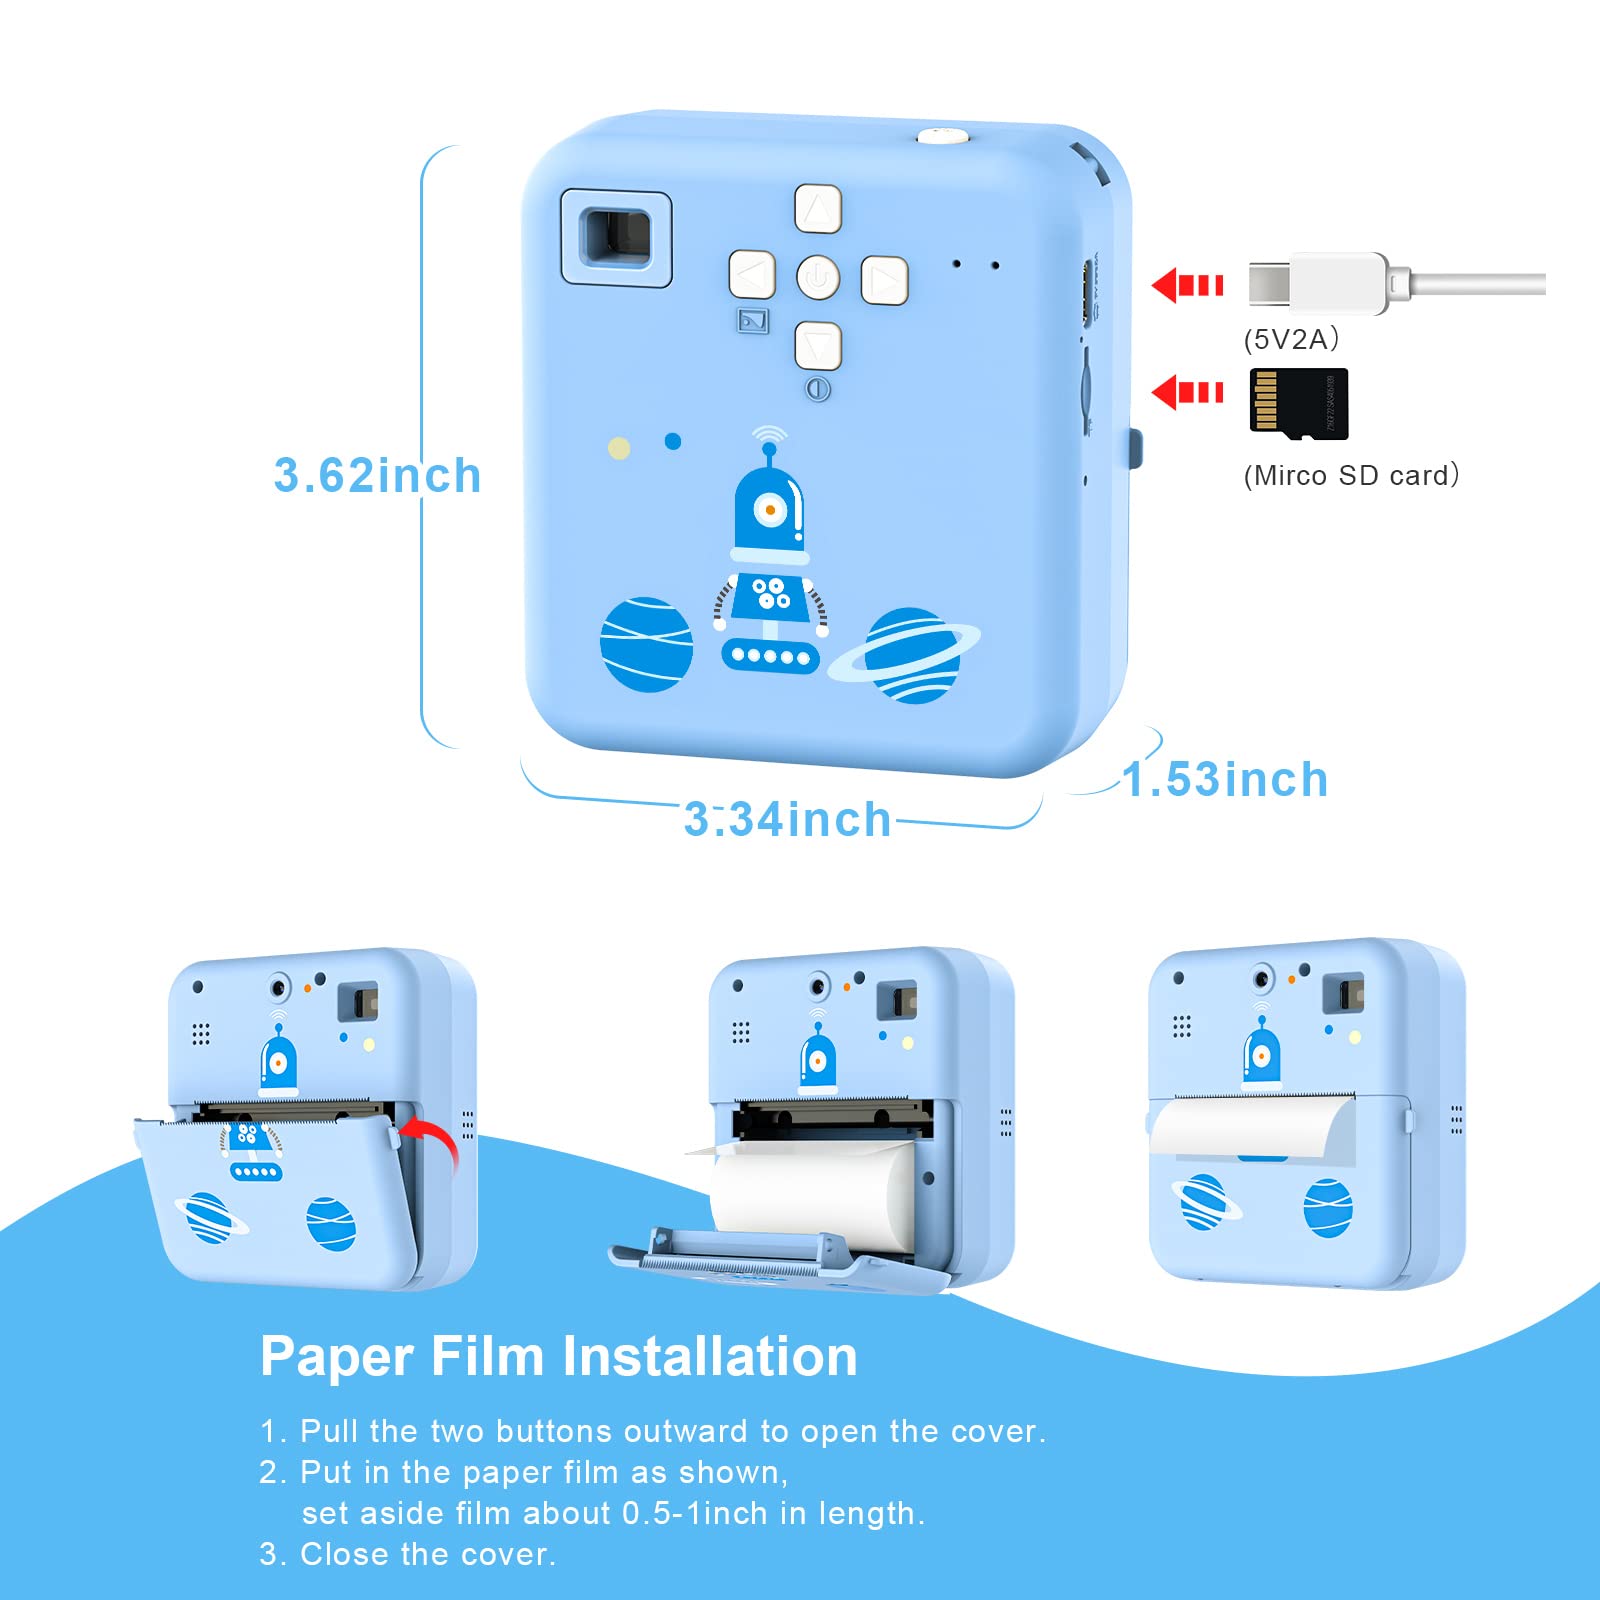 (5V2A)
(Mirco SD card)
3.62inch
1.53inch
3.34inch
Paper Film Installation
1. Pull the two buttons outward to open the cover.
2. Put in the paper film as shown,
set aside film about 0.5-1inch in length.
3. Close the cover.